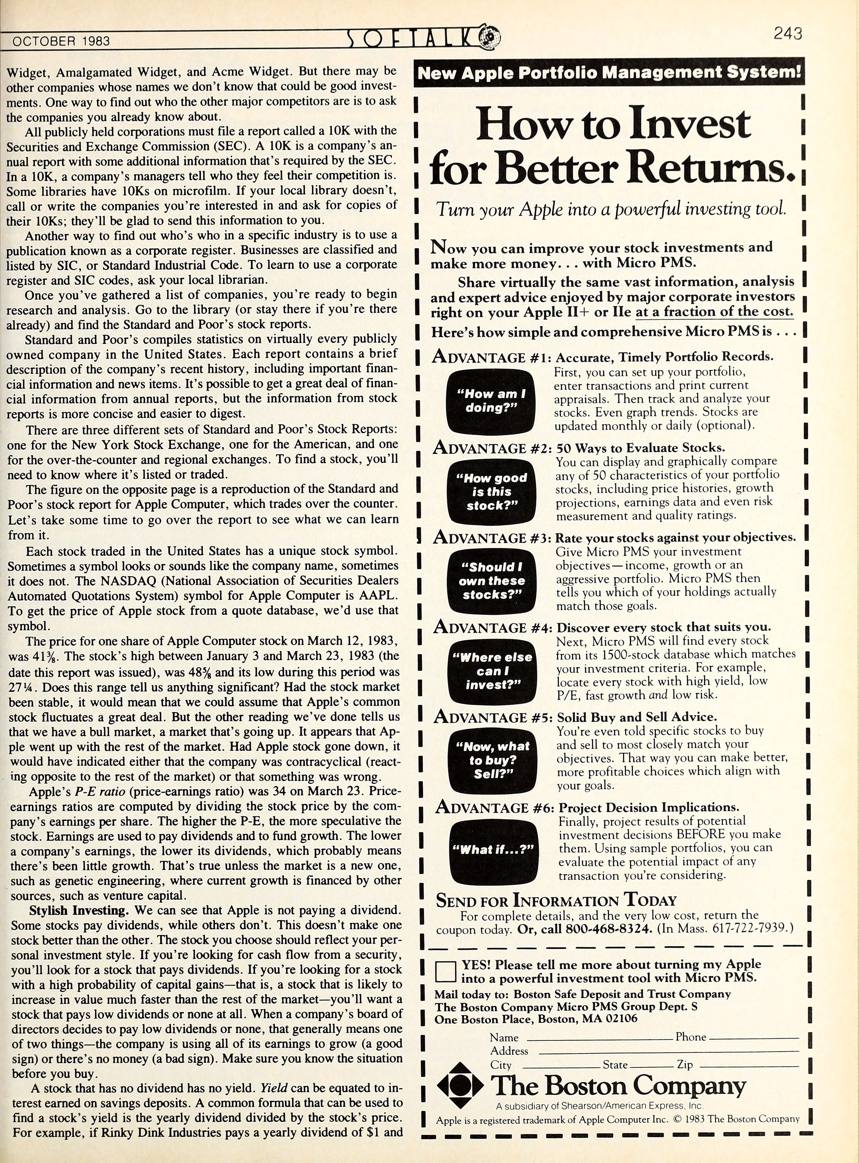 OCTOBER 1983
SOFTALK
243
Widget, Amalgamated Widget, and Acme Widget. But there may be
other companies whose names we don't know that could be good invest-
ments. One way to find out who the other major competitors are is to ask
the companies you already know about.
All publicly held corporations must file a report called a 10K with the
Securities and Exchange Commission (SEC). A 10K is a company's an-
nual report with some additional information that's required by the SEC.
In a 10K, a company's managers tell who they feel their competition is.
Some libraries have 10Ks on microfilm. If your local library doesn't,
call or write the companies you're interested in and ask for copies of
their 10Ks; they'll be glad to send this information to you.
Another way to find out who's who in a specific industry is to use a
publication known as a corporate register. Businesses are classified and
listed by SIC, or Standard Industrial Code. To learn to use a corporate
register and SIC codes, ask your local librarian.
Once you've gathered a list of companies, you're ready to begin
research and analysis. Go to the library (or stay there if you're there
already) and find the Standard and Poor's stock reports.
Standard and Poor's compiles statistics on virtually every publicly
owned company in the United States. Each report contains a brief
description of the company's recent history, including important finan-
cial information and news items. It's possible to get a great deal of finan-
cial information from annual reports, but the information from stock
reports is more concise and easier to digest.
There are three different sets of Standard and Poor's Stock Reports:
one for the New York Stock Exchange, one for the American, and one
for the over-the-counter and regional exchanges. To find a stock, you'll
need to know where it's listed or traded.
The figure on the opposite page is a reproduction of the Standard and
Poor's stock report for Apple Computer, which trades over the counter.
Let's take some time to go over the report to see what we can learn
from it.
Each stock traded in the United States has a unique stock symbol.
Sometimes a symbol looks or sounds like the company name, sometimes
it does not. The NASDAQ (National Association of Securities Dealers
Automated Quotations System) symbol for Apple Computer is AAPL.
To get the price of Apple stock from a quote database, we'd use that
symbol.
The price for one share of Apple Computer stock on March 12, 1983,
was 41⅜. The stock's high between January 3 and March 23, 1983 (the
date this report was issued), was and its low during this period was
27¼. Does this range tell us anything significant? Had the stock market
been stable, it would mean that we could assume that Apple's common
stock fluctuates a great deal. But the other reading we've done tells us
that we have a bull market, a market that's going up. It appears that Ap-
ple went up with the rest of the market. Had Apple stock gone down, it
would have indicated either that the company was contracyclical (react-
ing opposite to the rest of the market) or that something was wrong.
Apple's P-E ratio (price-earnings ratio) was 34 on March 23. Price-
earnings ratios are computed by dividing the stock price by the com-
pany's earnings per share. The higher the P-E, the more speculative the
stock. Earnings are used to pay dividends and to fund growth. The lower
a company's earnings, the lower its dividends, which probably means
there's been little growth. That's true unless the market is a new one,
such as genetic engineering, where current growth is financed by other
sources, such as venture capital.
Stylish Investing. We can see that Apple is not paying a dividend.
Some stocks pay dividends, while others don't. This doesn't make one
stock better than the other. The stock you choose should reflect your per-
sonal investment style. If you're looking for cash flow from a security,
you'll look for a stock that pays dividends. If you're looking for a stock
with a high probability of capital gains—that is, a stock that is likely to
increase in value much faster than the rest of the market—you'll want a
stock that pays low dividends or none at all. When a company's board of
directors decides to pay low dividends or none, that generally means one
of two things—the company is using all of its earnings to grow (a good
sign) or there's no money (a bad sign). Make sure you know the situation
before you buy.
A stock that has no dividend has no yield. Yield can be equated to in-
terest earned on savings deposits. A common formula that can be used to
find a stock's yield is the yearly dividend divided by the stock's price.
For example, if Rinky Dink Industries pays a yearly dividend of $1 and
New Apple Portfolio Management System!
How to Invest
for Better Returns.
Turn your Apple into a powerful investing tool.
Now you can improve your stock investments and
make more money. . . with Micro PMS.
Share virtually the same vast information, analysis
and expert advice enjoyed by major corporate investors
right on your Apple II+ or IIe at a fraction of the cost.
Here's how simple and comprehensive Micro PMS is . . .
ADVANTAGE #1: Accurate, Timely Portfolio Records.
"How am I
doing?"
First, you can set up your portfolio,
enter transactions and print current
appraisals. Then track and analyze your
stocks. Even graph trends. Stocks are
updated monthly or daily (optional).
ADVANTAGE #2: 50 Ways to Evaluate Stocks.
"How good
is this
stock?"
You can display and graphically compare
any of 50 characteristics of your portfolio
stocks, including price histories, growth
projections, earnings data and even risk
measurement and quality ratings.
ADVANTAGE #3: Rate your stocks against your objectives.
"Should I
own these
stocks?"
Give Micro PMS your investment
objectives—income, growth or an
aggressive portfolio. Micro PMS then
tells you which of your holdings actually
match those goals.
ADVANTAGE #4: Discover every stock that suits you.
"Where else
can I
invest?"
Next, Micro PMS will find every stock
from its 1500-stock database which matches
your investment criteria. For example,
locate every stock with high yield, low
P/E, fast growth and low risk.
ADVANTAGE #5: Solid Buy and Sell Advice.
"Now, what
to buy?
Sell?"
You're even told specific stocks to buy
and sell to most closely match your
objectives. That way you can make better,
more profitable choices which align with
your goals.
ADVANTAGE #6: Project Decision Implications.
"What if...?"
Finally, project results of potential
investment decisions BEFORE you make
them. Using sample portfolios, you can
evaluate the potential impact of any
transaction you're considering.
SEND FOR INFORMATION TODAY
For complete details, and the very low cost, return the
coupon today. Or, call 800-468-8324. (In Mass. 617-722-7939.)
YES! Please tell me more about turning my Apple
into a powerful investment tool with Micro PMS.
Mail today to: Boston Safe Deposit and Trust Company
The Boston Company Micro PMS Group Dept. S
One Boston Place, Boston, MA 02106
Name Phone
Address
City State Zip
The Boston Company
A subsidiary of Shearson/American Express, Inc.
Apple is a registered trademark of Apple Computer Inc. © 1983 The Boston Company